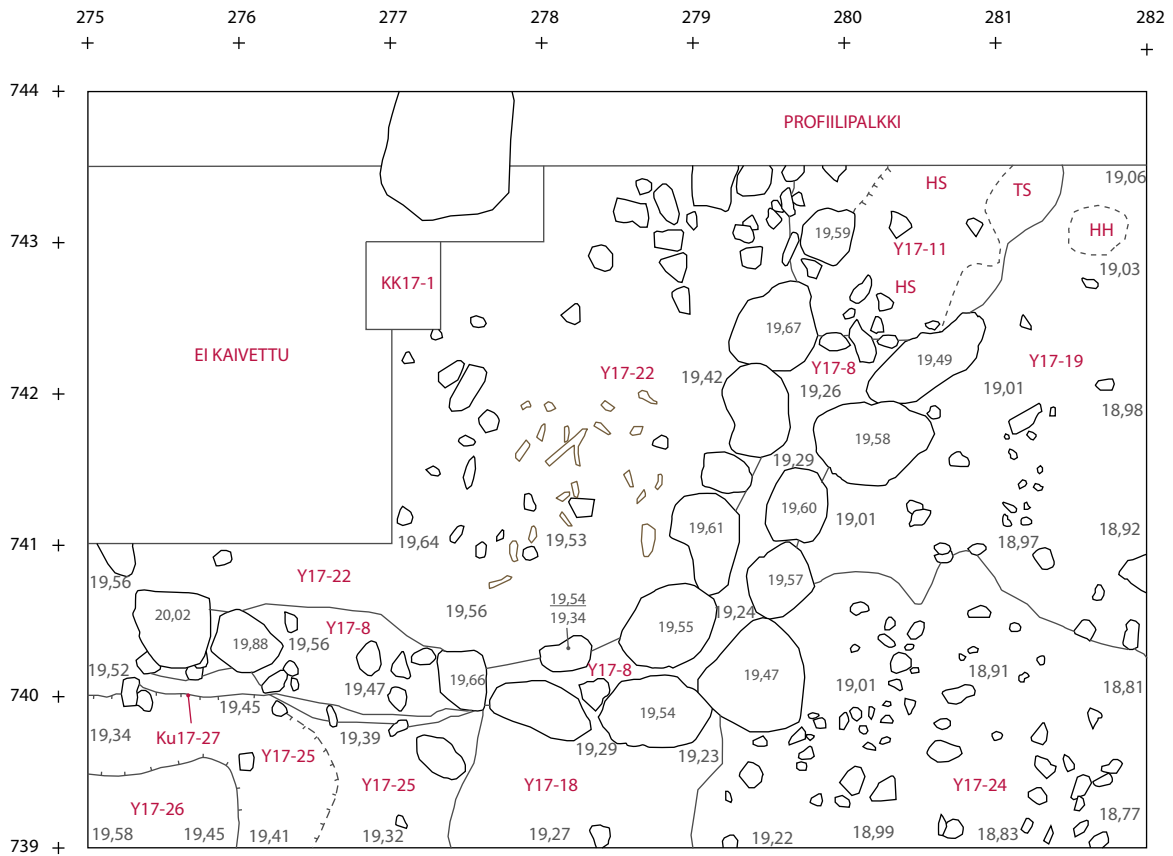 275 276 277 278 279 280 281 282
744
PROFIILIPALKKI
19,06
HS TS
743
19,59 HH
Y17-11
19,03
KK17-1 HS
19,67
EI KAIVETTU 19,49 Y17-19
Y17-22 19,42 Y17-8
742
19,26 19,01 18,98
19,58
19,29
19,60
19,64 19,53 19,61 19,01 18,97 18,92
741
19,56 Y17-22 19,57
19,56 19,54 19,24
20,02 19,34
19,88 19,56 Y17-8 19,55
19,52 19,47 19,66 Y17-8 19,47 19,01 18,91 18,81
740
19,45 19,54
19,34 Ku17-27 19,39 19,29 19,23
Y17-25
Y17-25 Y17-18 Y17-24
Y17-26
19,58 19,45 19,41 19,32 19,27 19,22 18,99 18,83 18,77
739